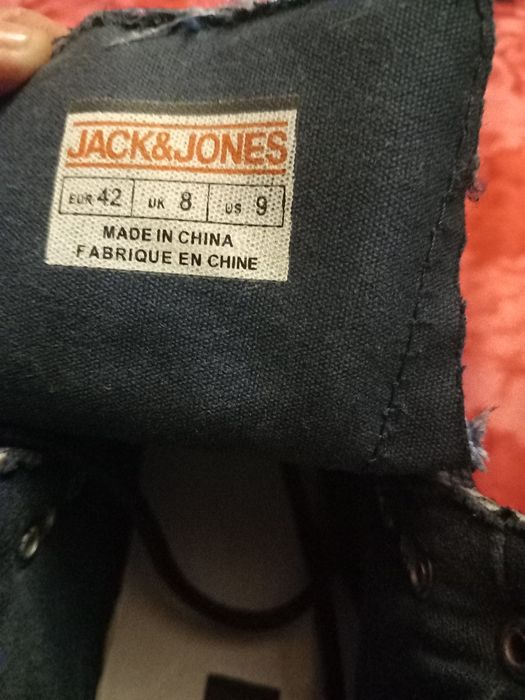 JACK&JONES
EUR 42 UK 8 US 9
MADE IN CHINA
FABRIQUE EN CHINE